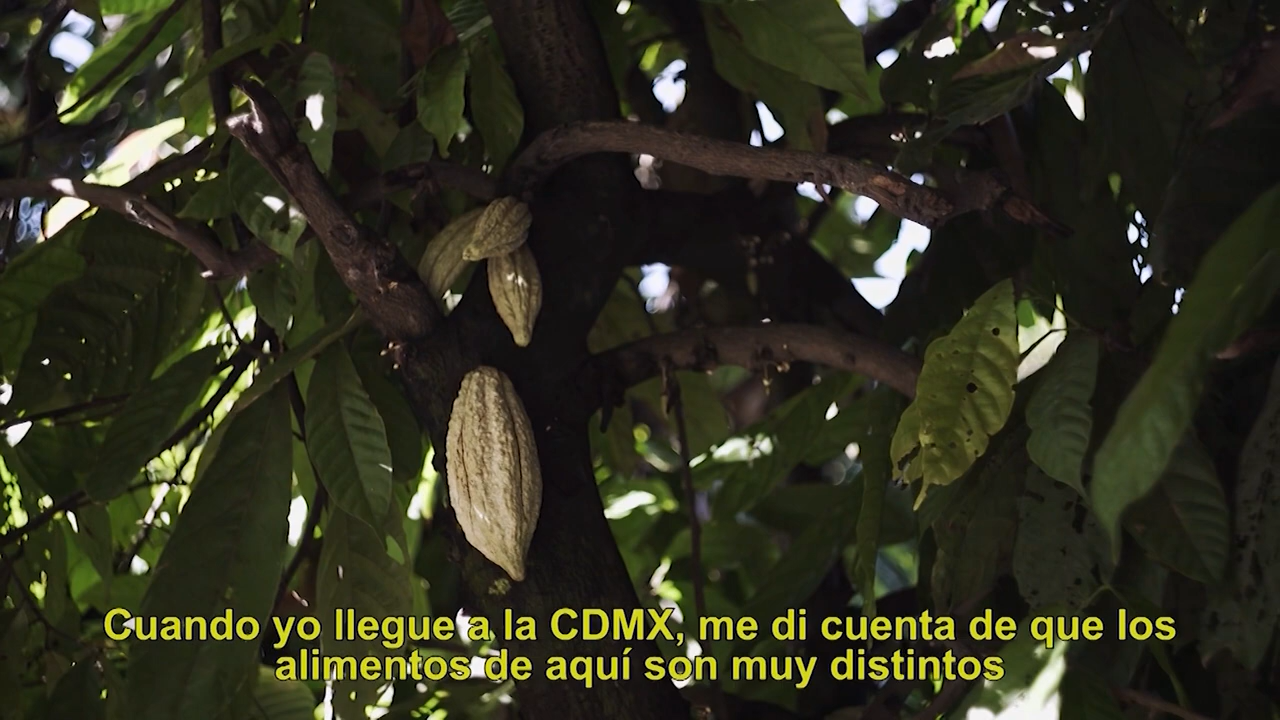 Cuando yo llegue a la CDMX, me di cuenta de que los
alimentos de aquí son muy distintos